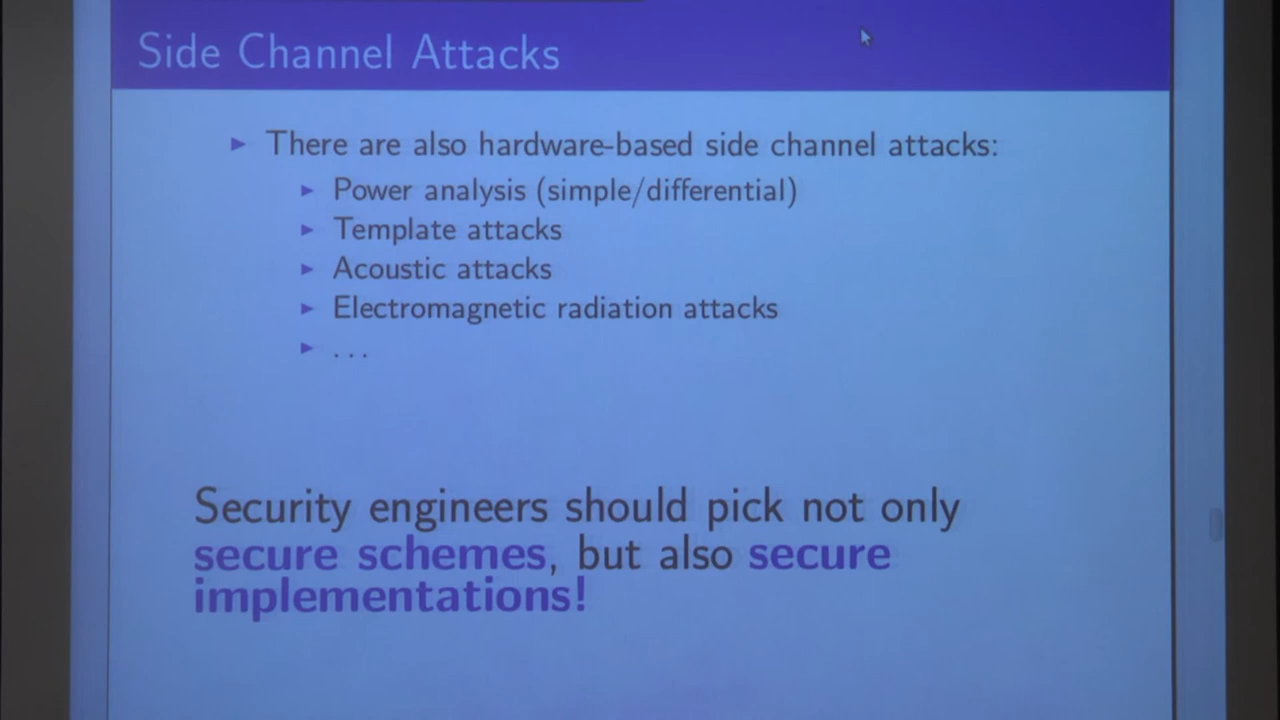 Side Channel Attacks
There are also hardware-based side channel attacks:
Power analysis (simple/differential)
Template attacks
Acoustic attacks
Electromagnetic radiation attacks
...
Security engineers should pick not only
secure schemes, but also secure
implementations!